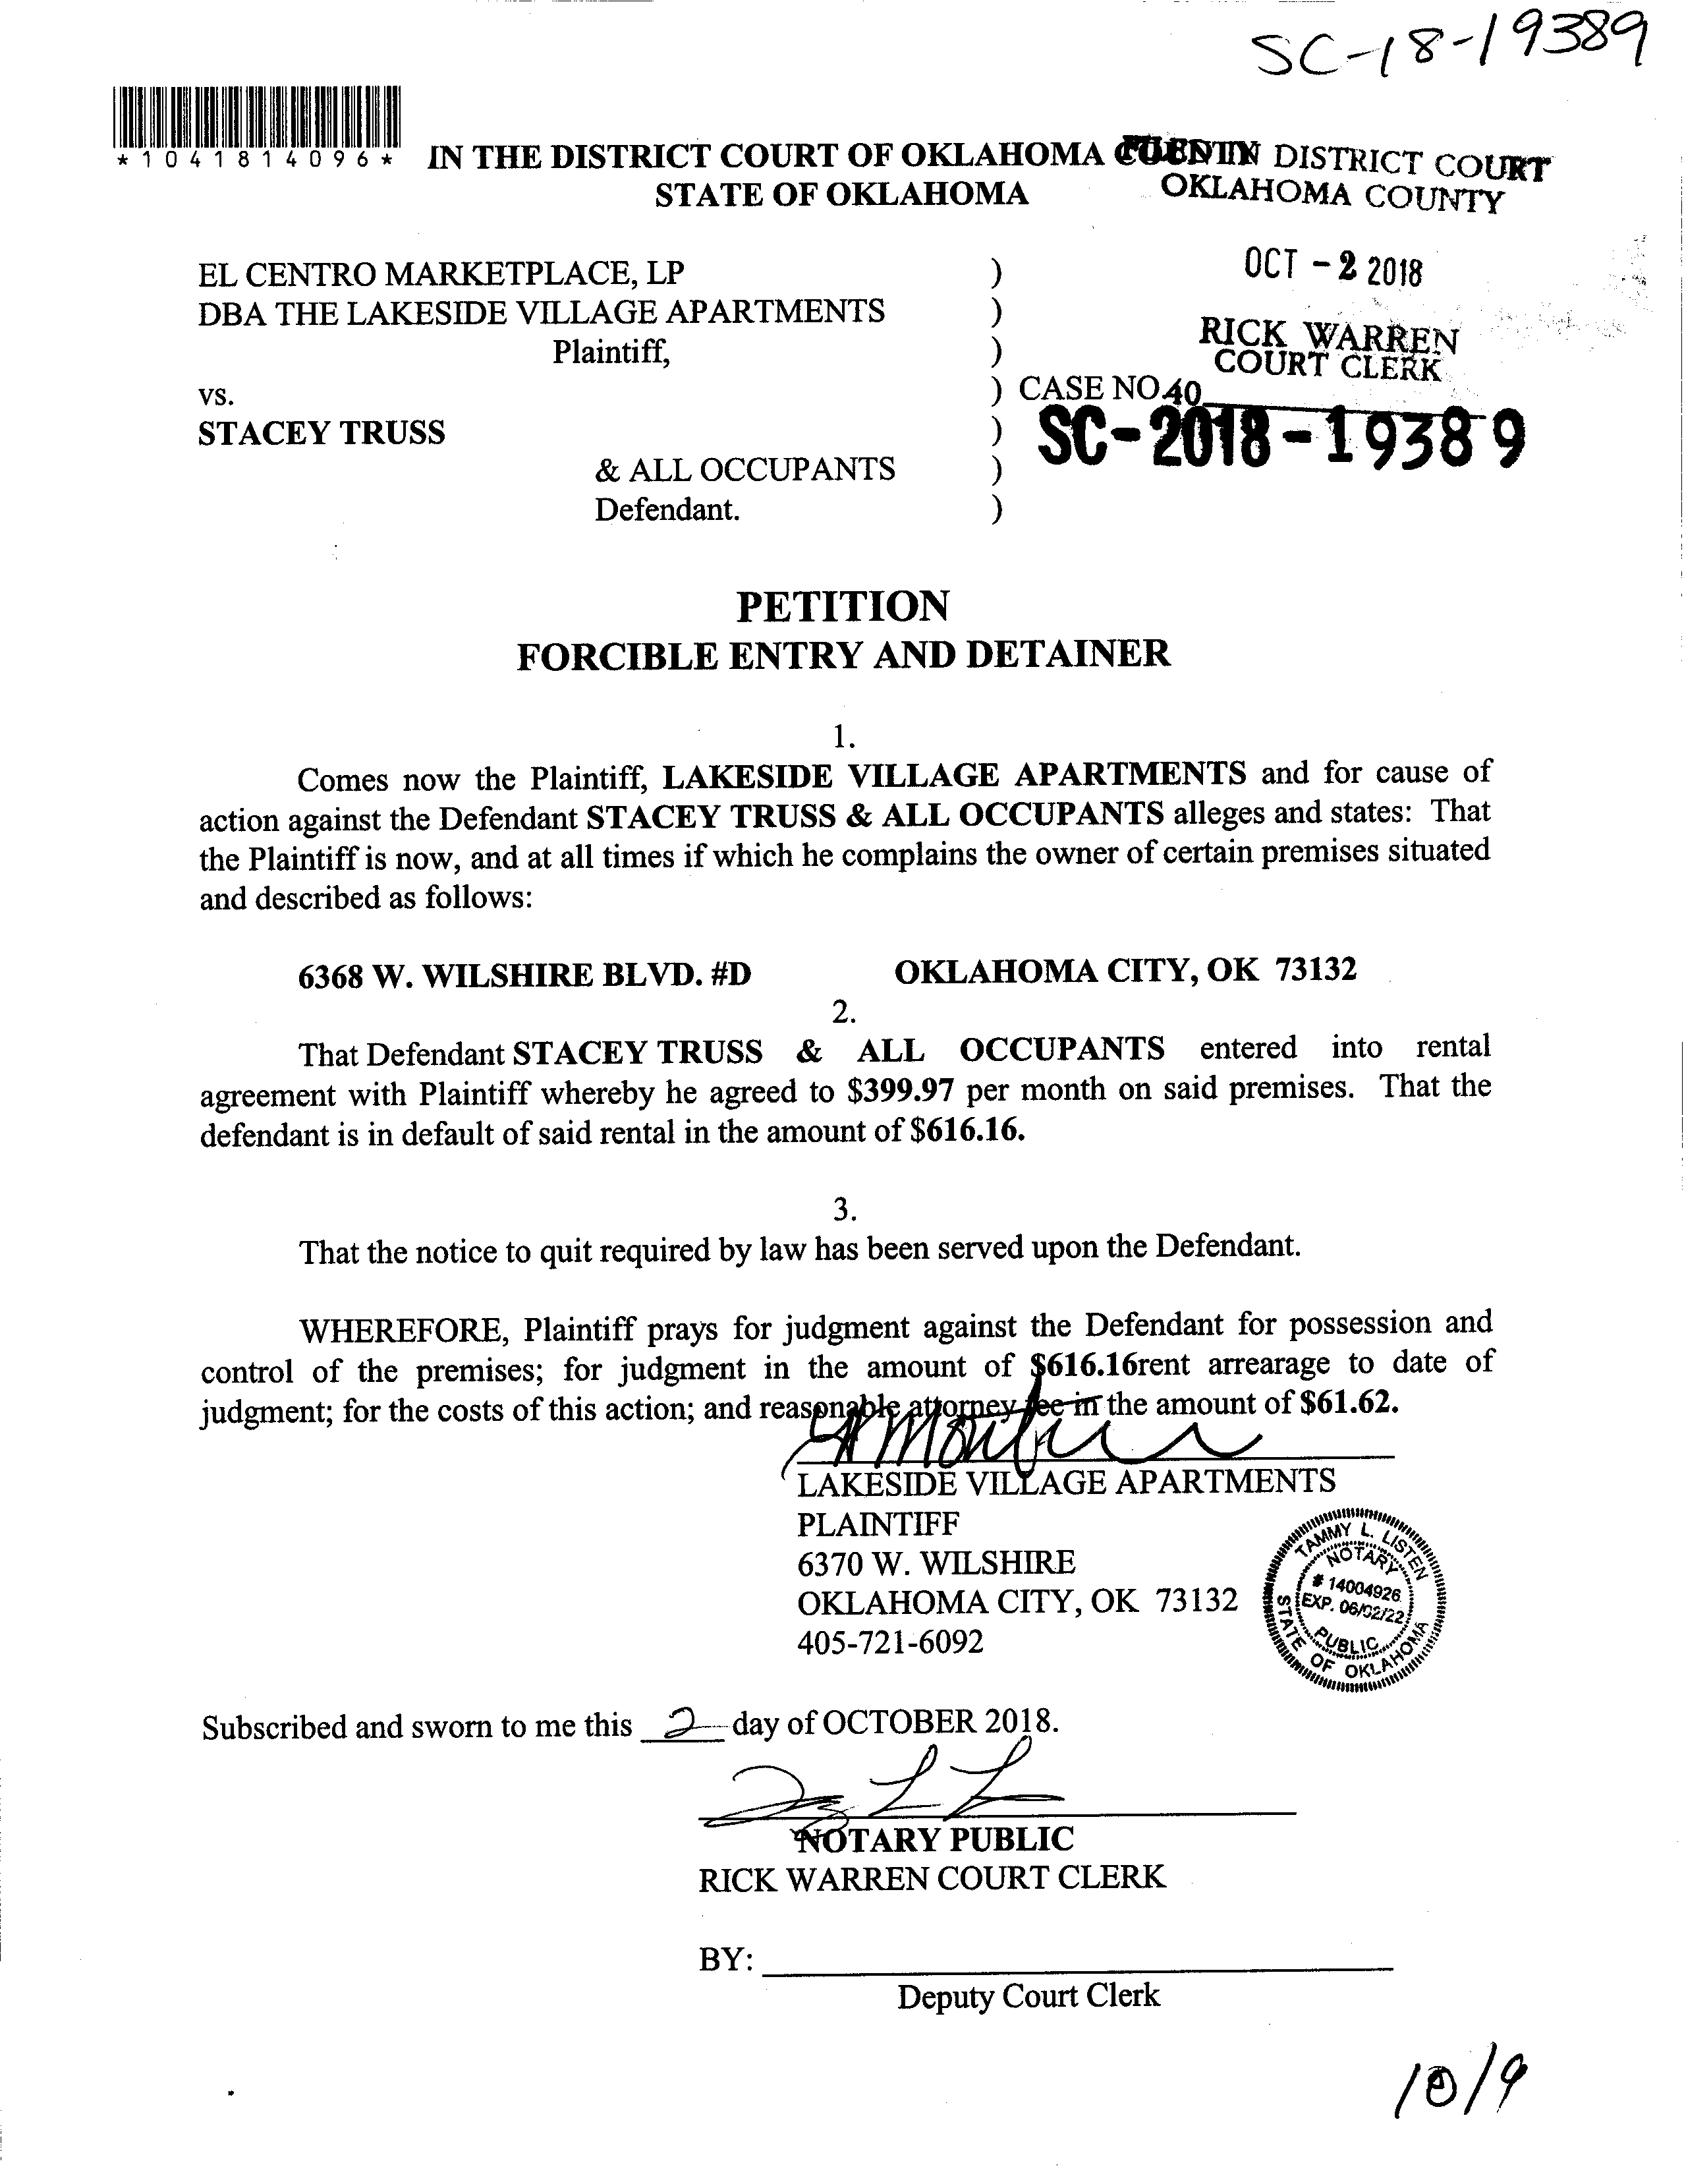 SC-18-19389
*1041814096*
IN THE DISTRICT COURT OF OKLAHOMA COUNTY
STATE OF OKLAHOMA
FILED IN DISTRICT COURT
OKLAHOMA COUNTY
OCT -2 2018
RICK WARREN
COURT CLERK
40
EL CENTRO MARKETPLACE, LP )
DBA THE LAKESIDE VILLAGE APARTMENTS )
Plaintiff, )
vs. ) CASE NO.
STACEY TRUSS ) SC-2018-19389
& ALL OCCUPANTS )
Defendant. )
PETITION
FORCIBLE ENTRY AND DETAINER
1.
Comes now the Plaintiff, LAKESIDE VILLAGE APARTMENTS and for cause of
action against the Defendant STACEY TRUSS & ALL OCCUPANTS alleges and states: That
the Plaintiff is now, and at all times if which he complains the owner of certain premises situated
and described as follows:
6368 W. WILSHIRE BLVD. #D OKLAHOMA CITY, OK 73132
2.
That Defendant STACEY TRUSS & ALL OCCUPANTS entered into rental
agreement with Plaintiff whereby he agreed to $399.97 per month on said premises. That the
defendant is in default of said rental in the amount of $616.16.
3.
That the notice to quit required by law has been served upon the Defendant.
WHEREFORE, Plaintiff prays for judgment against the Defendant for possession and
control of the premises; for judgment in the amount of $616.16rent arrearage to date of
judgment; for the costs of this action; and reasonable attorney fee in the amount of $61.62.
LAKESIDE VILLAGE APARTMENTS
PLAINTIFF
6370 W. WILSHIRE
OKLAHOMA CITY, OK 73132
405-721-6092
TAMMY L. LISTEN
NOTARY
# 14004926
EXP. 06/02/22
PUBLIC
STATE OF OKLAHOMA
Subscribed and sworn to me this 2 day of OCTOBER 2018.
NOTARY PUBLIC
RICK WARREN COURT CLERK
BY:
Deputy Court Clerk
10/9